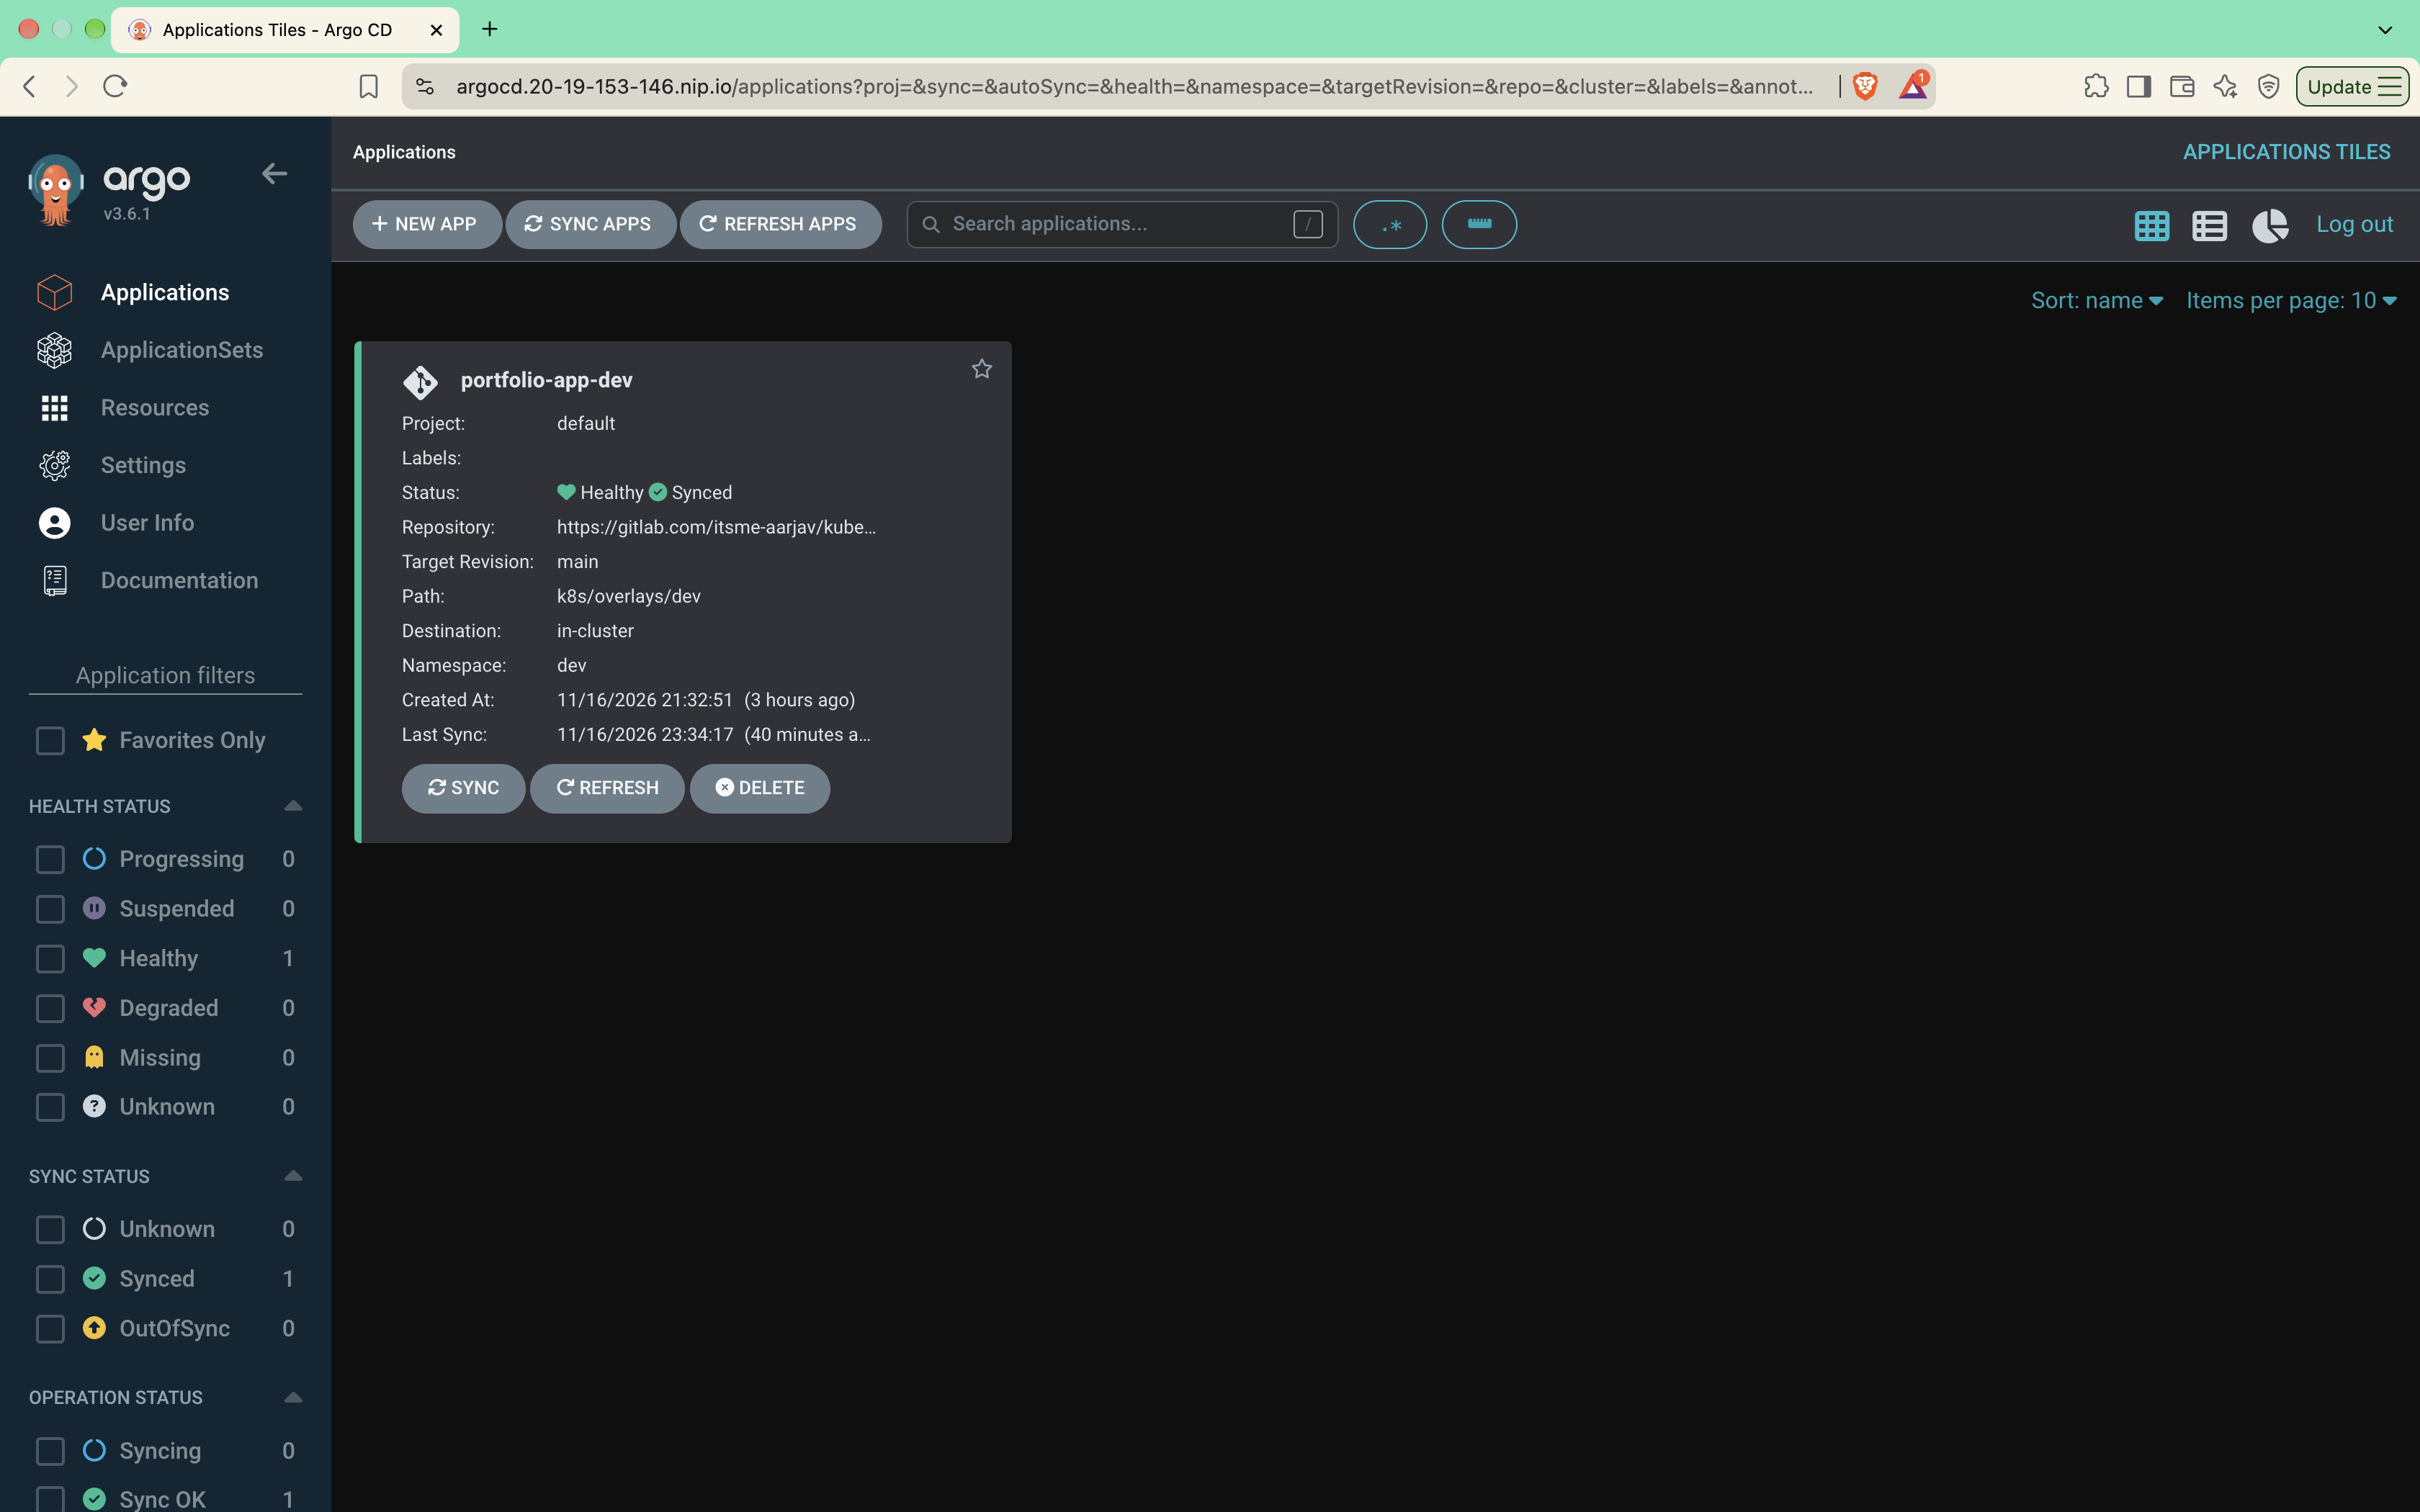 Applications Tiles - Argo CD
argocd.20-19-153-146.nip.io/applications?proj=&sync=&autoSync=&health=&namespace=&targetRevision=&repo=&cluster=&labels=&annot...
1
Update
argo
v3.6.1
Applications
ApplicationSets
Resources
Settings
User Info
Documentation
Application filters
Favorites Only
HEALTH STATUS
Progressing 0
Suspended 0
Healthy 1
Degraded 0
Missing 0
Unknown 0
SYNC STATUS
Unknown 0
Synced 1
OutOfSync 0
OPERATION STATUS
Syncing 0
Sync OK 1
Applications
APPLICATIONS TILES
+ NEW APP SYNC APPS REFRESH APPS Search applications... / .* Log out
Sort: name Items per page: 10
portfolio-app-dev
Project: default
Labels:
Status: Healthy Synced
Repository: https://gitlab.com/itsme-aarjav/kube...
Target Revision: main
Path: k8s/overlays/dev
Destination: in-cluster
Namespace: dev
Created At: 11/16/2026 21:32:51 (3 hours ago)
Last Sync: 11/16/2026 23:34:17 (40 minutes a...
SYNC REFRESH DELETE